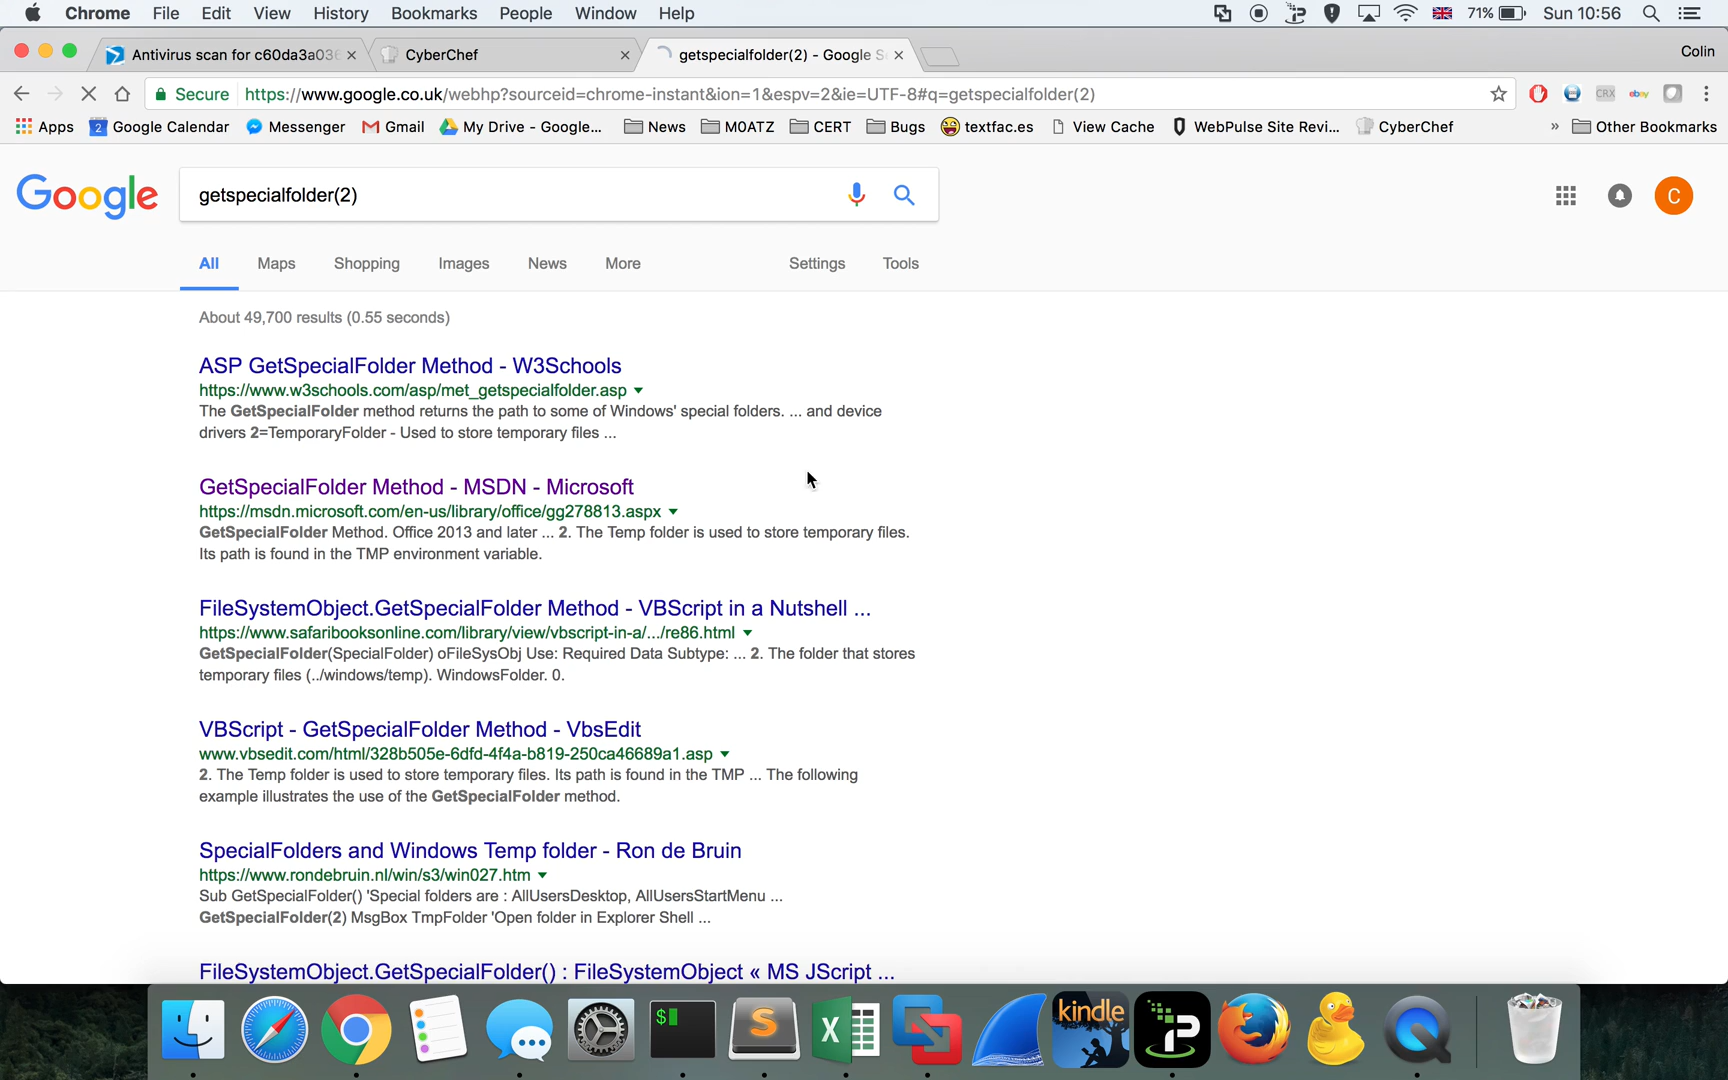 Chrome File Edit View History Bookmarks People Window Help 71% Sun 10:56
Antivirus scan for c60da3a036 CyberChef getspecialfolder(2) - Google S Colin
Secure https://www.google.co.uk/webhp?sourceid=chrome-instant&ion=1&espv=2&ie=UTF-8#q=getspecialfolder(2) CRX ebay
Apps 2 Google Calendar Messenger Gmail My Drive - Google... News M0ATZ CERT Bugs textfac.es View Cache WebPulse Site Revi... CyberChef » Other Bookmarks
Google getspecialfolder(2) C
All Maps Shopping Images News More Settings Tools
About 49,700 results (0.55 seconds)
ASP GetSpecialFolder Method - W3Schools
https://www.w3schools.com/asp/met_getspecialfolder.asp
The GetSpecialFolder method returns the path to some of Windows' special folders. ... and device
drivers 2=TemporaryFolder - Used to store temporary files ...
GetSpecialFolder Method - MSDN - Microsoft
https://msdn.microsoft.com/en-us/library/office/gg278813.aspx
GetSpecialFolder Method. Office 2013 and later ... 2. The Temp folder is used to store temporary files.
Its path is found in the TMP environment variable.
FileSystemObject.GetSpecialFolder Method - VBScript in a Nutshell ...
https://www.safaribooksonline.com/library/view/vbscript-in-a/.../re86.html
GetSpecialFolder(SpecialFolder) oFileSysObj Use: Required Data Subtype: ... 2. The folder that stores
temporary files (../windows/temp). WindowsFolder. 0.
VBScript - GetSpecialFolder Method - VbsEdit
www.vbsedit.com/html/328b505e-6dfd-4f4a-b819-250ca46689a1.asp
2. The Temp folder is used to store temporary files. Its path is found in the TMP ... The following
example illustrates the use of the GetSpecialFolder method.
SpecialFolders and Windows Temp folder - Ron de Bruin
https://www.rondebruin.nl/win/s3/win027.htm
Sub GetSpecialFolder() 'Special folders are : AllUsersDesktop, AllUsersStartMenu ...
GetSpecialFolder(2) MsgBox TmpFolder 'Open folder in Explorer Shell ...
FileSystemObject.GetSpecialFolder() : FileSystemObject « MS JScript ...
$ S X kindle iP